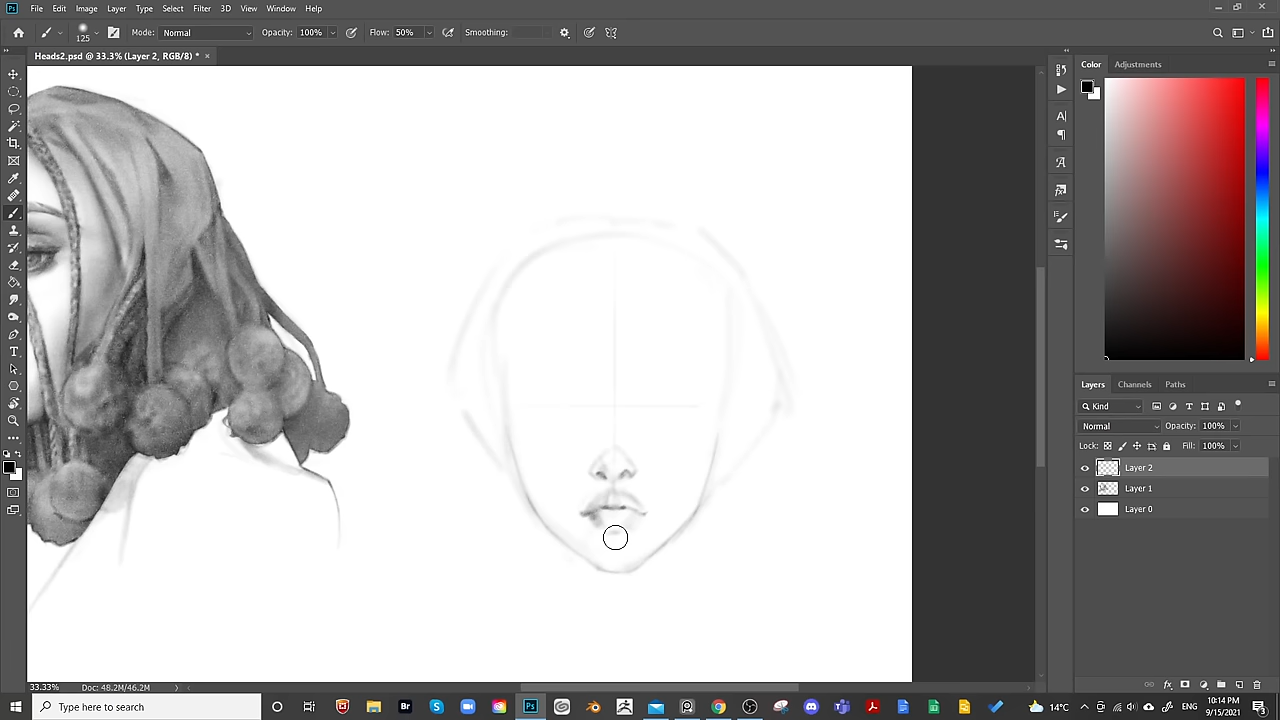 Ps File Edit Image Layer Type Select Filter 3D View Window Help
125 Mode: Normal Opacity: 100% Flow: 50% Smoothing:
Heads2.psd @ 33.3% (Layer 2, RGB/8) * ×
Color Adjustments
Layers Channels Paths
Kind
Normal Opacity: 100%
Lock: Fill: 100%
Layer 2
Layer 1
Layer 0
33.33% Doc: 48.2M/46.2M
Type here to search
Br
Ps
14°C
ENG
10:14 PM
9/15/2021